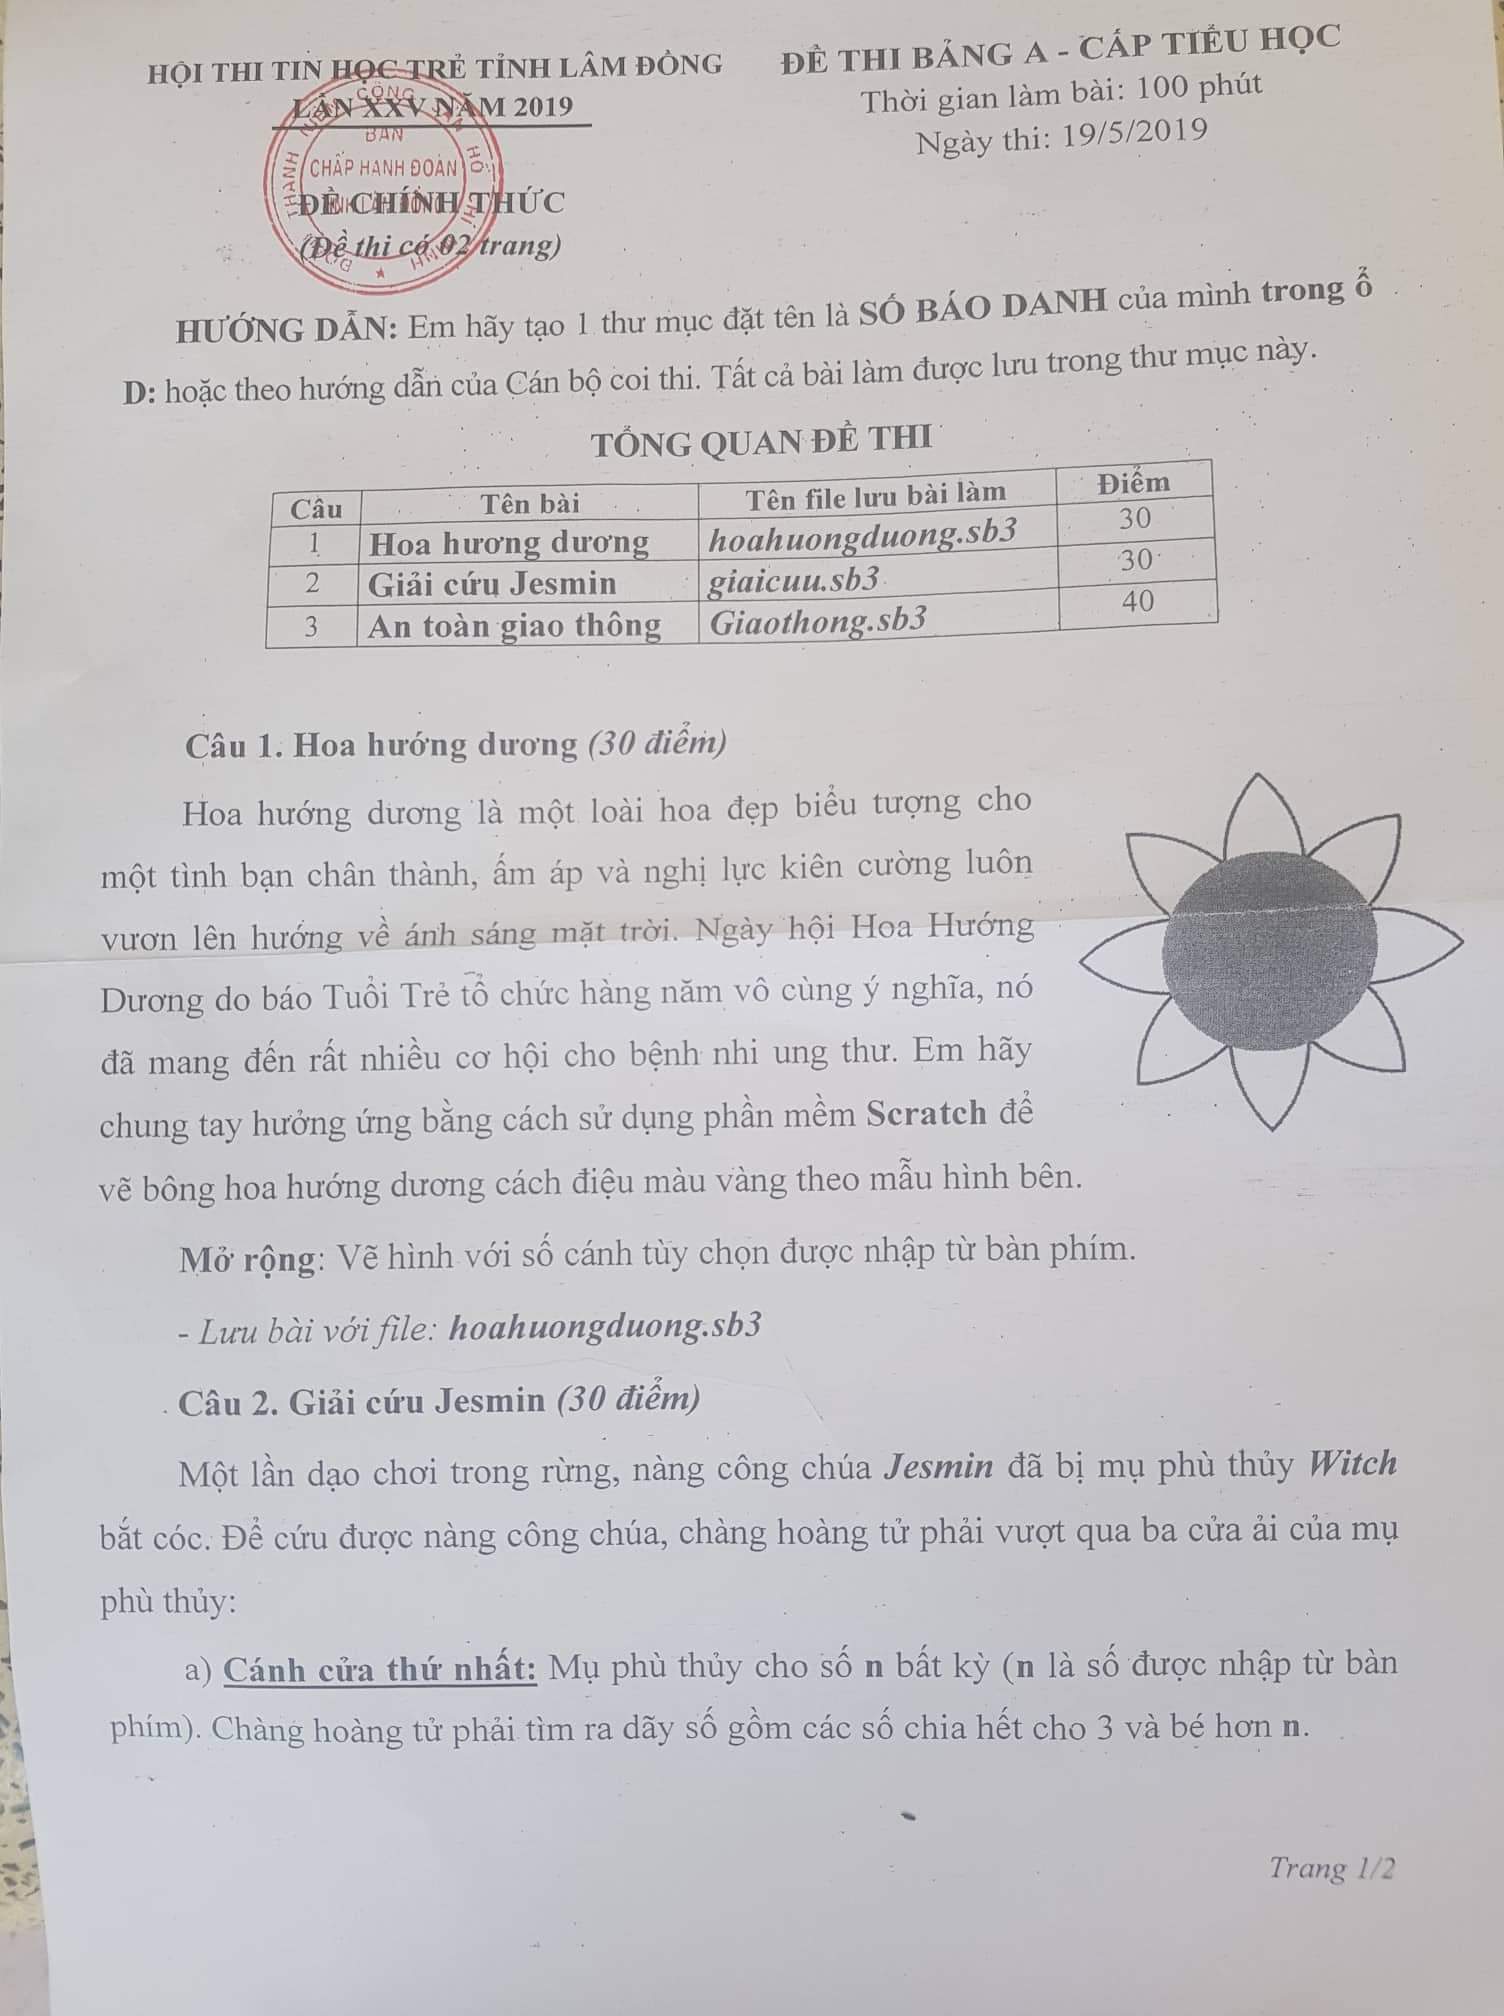 HỘI THI TIN HỌC TRẺ TỈNH LÂM ĐỒNG
LẦN XXV NĂM 2019
ĐỀ CHÍNH THỨC
(Đề thi có 02 trang)
BAN
CHẤP HÀNH ĐOÀN
ĐỀ THI BẢNG A - CẤP TIỂU HỌC
Thời gian làm bài: 100 phút
Ngày thi: 19/5/2019
HƯỚNG DẪN: Em hãy tạo 1 thư mục đặt tên là SỐ BÁO DANH của mình trong ổ
D: hoặc theo hướng dẫn của Cán bộ coi thi. Tất cả bài làm được lưu trong thư mục này.
TỔNG QUAN ĐỀ THI
Câu Tên bài Tên file lưu bài làm Điểm
1 Hoa hương dương hoahuongduong.sb3 30
2 Giải cứu Jesmin giaicuu.sb3 30
3 An toàn giao thông Giaothong.sb3 40
Câu 1. Hoa hướng dương (30 điểm)
Hoa hướng dương là một loài hoa đẹp biểu tượng cho
một tình bạn chân thành, ấm áp và nghị lực kiên cường luôn
vươn lên hướng về ánh sáng mặt trời. Ngày hội Hoa Hướng
Dương do báo Tuổi Trẻ tổ chức hàng năm vô cùng ý nghĩa, nó
đã mang đến rất nhiều cơ hội cho bệnh nhi ung thư. Em hãy
chung tay hưởng ứng bằng cách sử dụng phần mềm Scratch để
vẽ bông hoa hướng dương cách điệu màu vàng theo mẫu hình bên.
Mở rộng: Vẽ hình với số cánh tùy chọn được nhập từ bàn phím.
- Lưu bài với file: hoahuongduong.sb3
Câu 2. Giải cứu Jesmin (30 điểm)
Một lần dạo chơi trong rừng, nàng công chúa Jesmin đã bị mụ phù thủy Witch
bắt cóc. Để cứu được nàng công chúa, chàng hoàng tử phải vượt qua ba cửa ải của mụ
phù thủy:
a) Cánh cửa thứ nhất: Mụ phù thủy cho số n bất kỳ (n là số được nhập từ bàn
phím). Chàng hoàng tử phải tìm ra dãy số gồm các số chia hết cho 3 và bé hơn n.
Trang 1/2